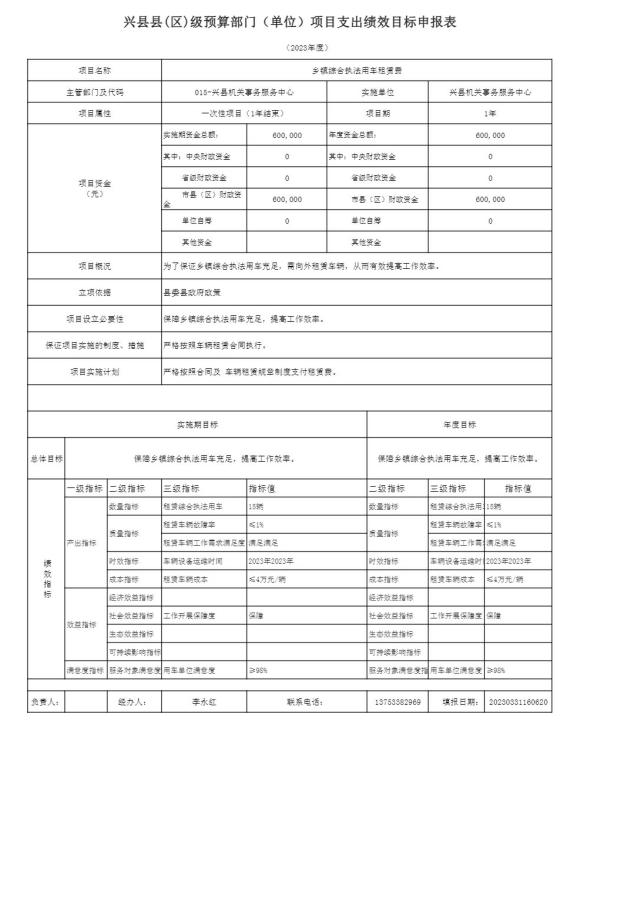 兴县县(区)级预算部门（单位）项目支出绩效目标申报表
（2023年度）
项目名称 乡镇综合执法用车租赁费
主管部门及代码 015-兴县机关事务服务中心 实施单位 兴县机关事务服务中心
项目属性 一次性项目（1年结束） 项目期 1年
项目资金（元） 实施期资金总额： 600,000 年度资金总额： 600,000
其中：中央财政资金 0 其中：中央财政资金 0
省级财政资金 0 省级财政资金 0
市县（区）财政资金 600,000 市县（区）财政资金 600,000
单位自筹 0 单位自筹 0
其他资金 其他资金
项目概况 为了保证乡镇综合执法用车充足，需向外租赁车辆，从而有效提高工作效率。
立项依据 县委县政府政策
项目设立必要性 保障乡镇综合执法用车充足，提高工作效率。
保证项目实施的制度、措施 严格按照车辆租赁合同执行。
项目实施计划 严格按照合同及 车辆租赁规章制度支付租赁费。
实施期目标 年度目标
总体目标 保障乡镇综合执法用车充足，提高工作效率。 保障乡镇综合执法用车充足，提高工作效率。
绩效指标 一级指标 二级指标 三级指标 指标值 二级指标 三级指标 指标值
产出指标 数量指标 租赁综合执法用车 15辆 数量指标 租赁综合执法用 15辆
质量指标 租赁车辆故障率 ≤1% 质量指标 租赁车辆故障率 ≤1%
租赁车辆工作需求满足度 满足满足 租赁车辆工作需 满足满足
时效指标 车辆设备运维时间 2023年2023年 时效指标 车辆设备运维时 2023年2023年
成本指标 租赁车辆成本 ≤4万元/辆 成本指标 租赁车辆成本 ≤4万元/辆
效益指标 经济效益指标 经济效益指标
社会效益指标 工作开展保障度 保障 社会效益指标 工作开展保障度 保障
生态效益指标 生态效益指标
可持续影响指标 可持续影响指标
满意度指标 服务对象满意度 用车单位满意度 ≥98% 服务对象满意度指 用车单位满意度 ≥98%
负责人： 经办人： 李永红 联系电话： 13753382969 填报日期： 20230331160620